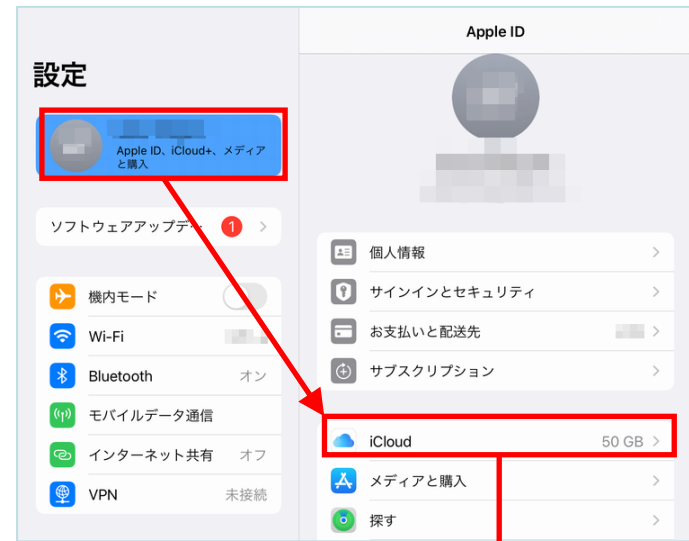 Apple ID
設定
Apple ID、iCloud+、メディア
と購入
ソフトウェアアップデー
1
機内モード
Wi-Fi
Bluetooth オン
モバイルデータ通信
インターネット共有 オフ
VPN 未接続
個人情報
サインインとセキュリティ
お支払いと配送先
サブスクリプション
iCloud 50 GB
メディアと購入
探す